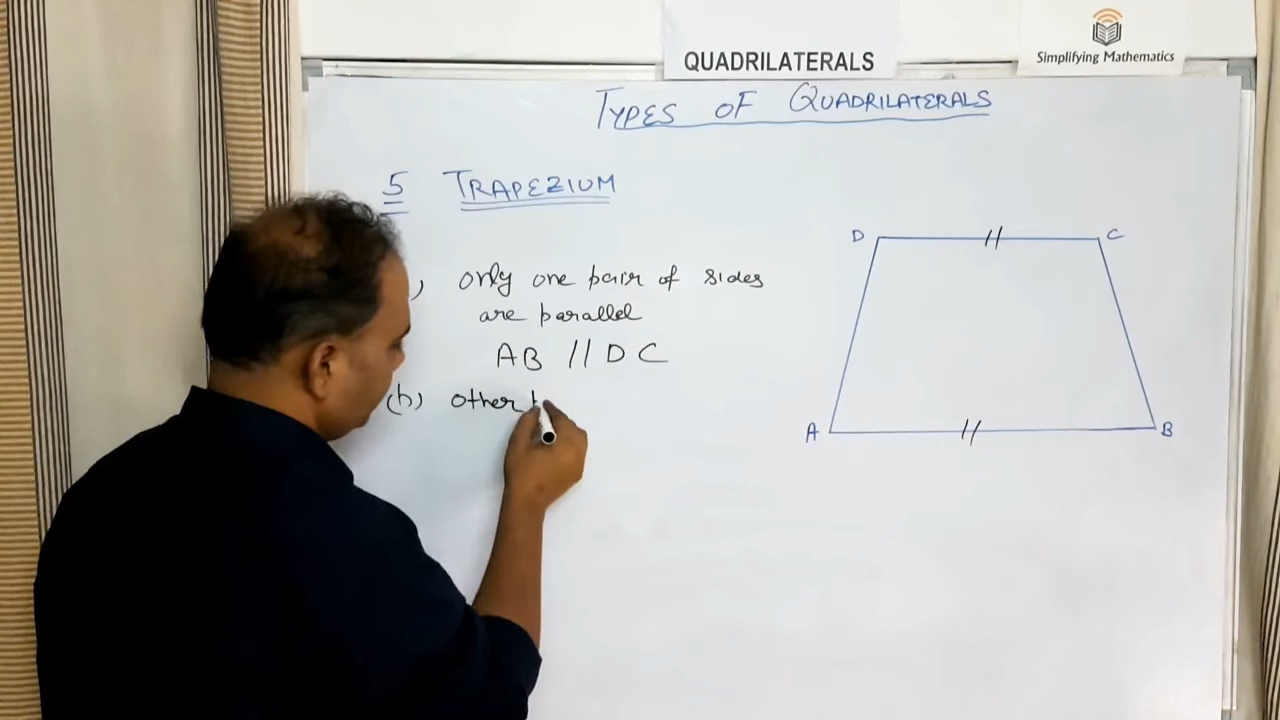 QUADRILATERALS
Simplifying Mathematics
TYPES OF QUADRILATERALS
5 TRAPEZIUM
) only one pair of sides
are parallel
AB // DC
(b) other
D
C
A
B